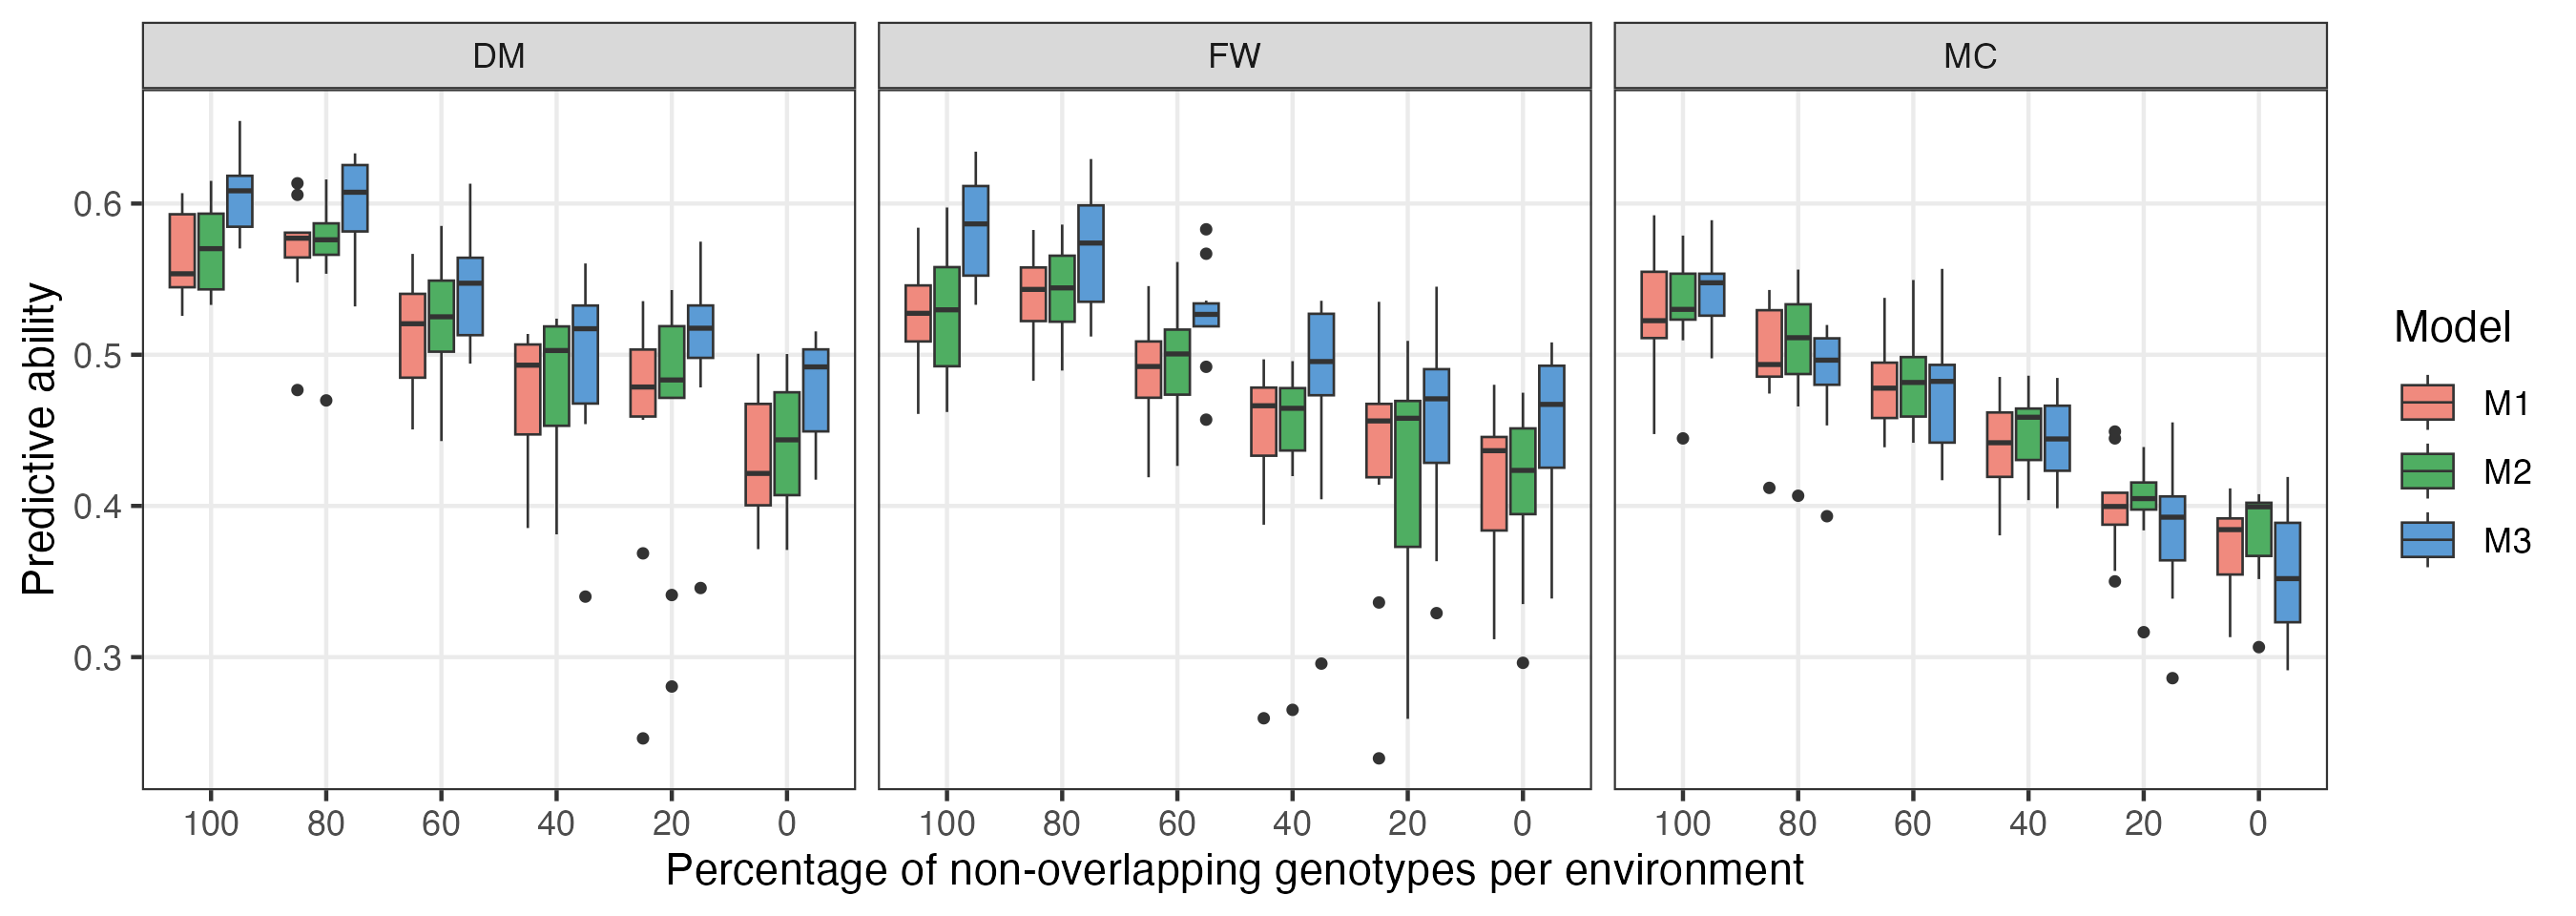 DM
FW
MC
Predictive ability
0.6
0.5
0.4
0.3
100 80 60 40 20 0
100 80 60 40 20 0
100 80 60 40 20 0
Percentage of non-overlapping genotypes per environment
Model
M1
M2
M3